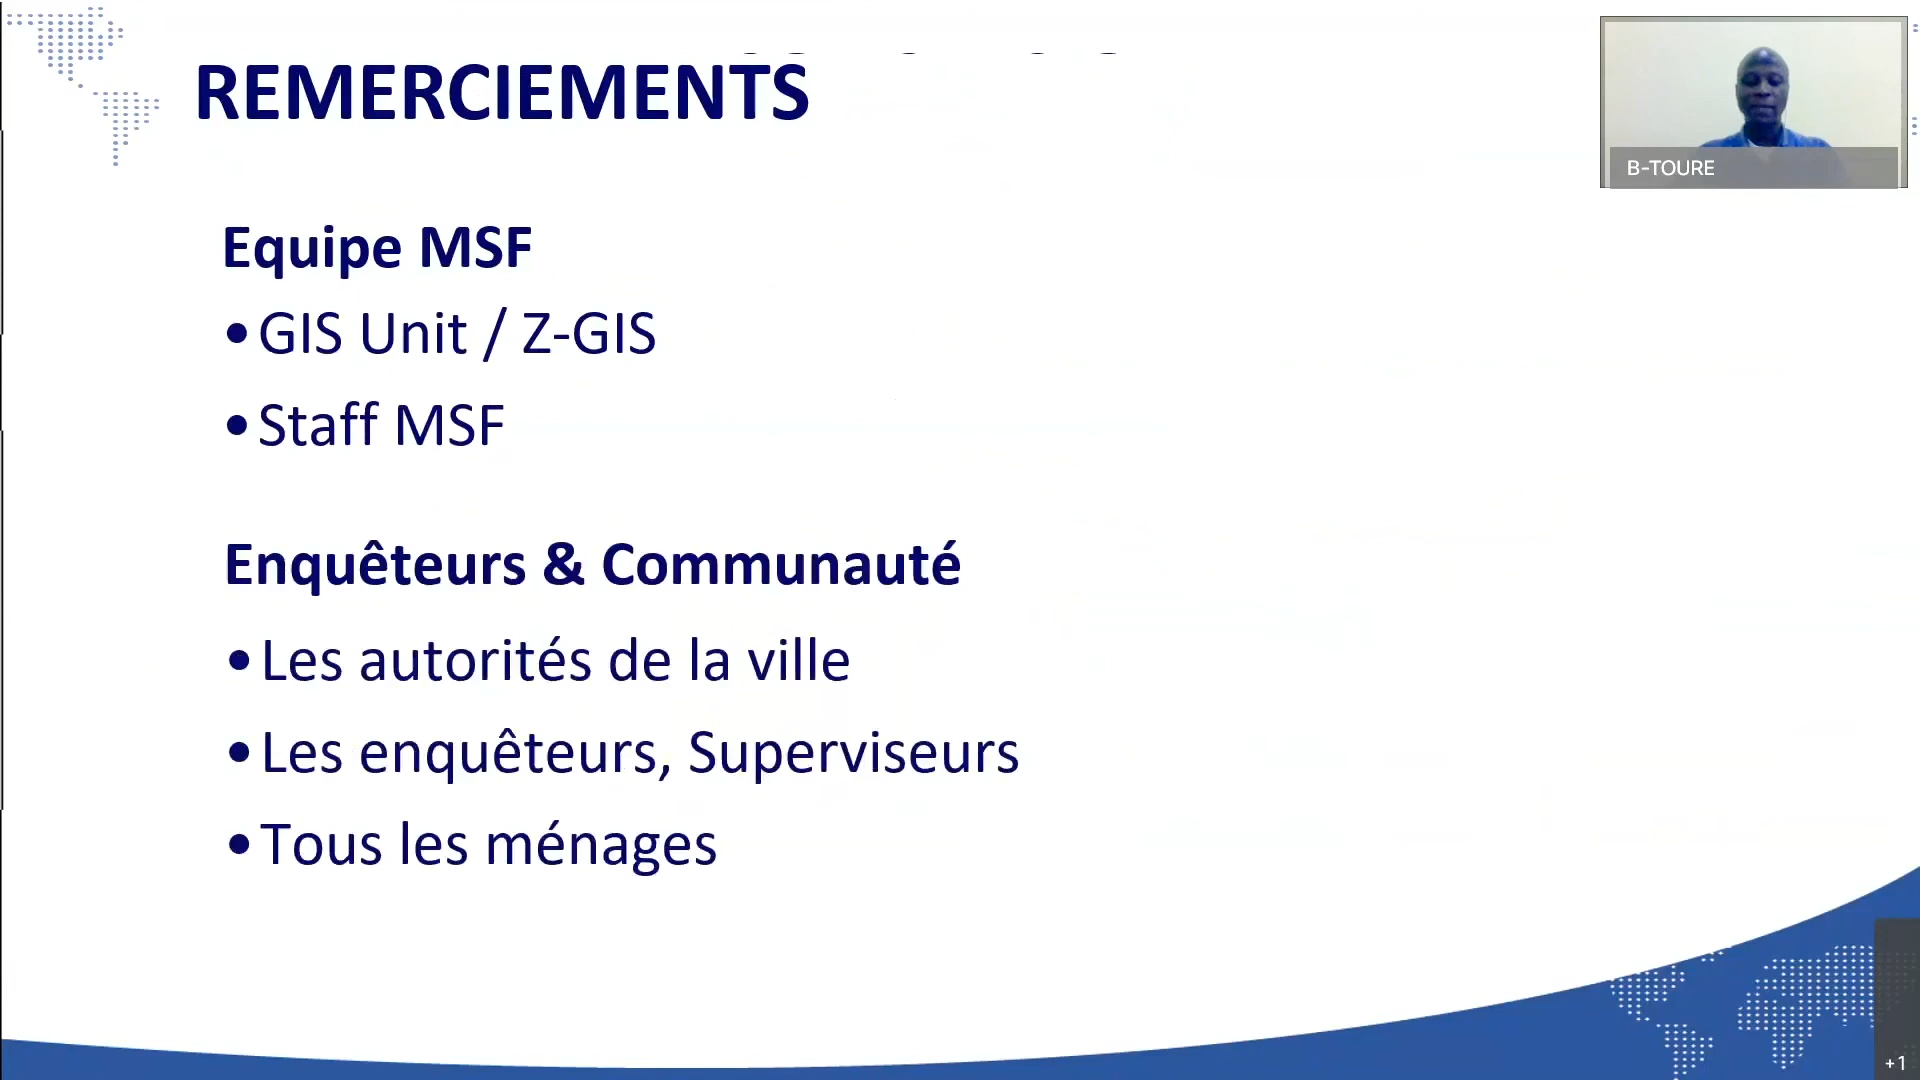 REMERCIEMENTS
B-TOURE
Equipe MSF
•GIS Unit / Z-GIS
•Staff MSF
Enquêteurs & Communauté
•Les autorités de la ville
•Les enquêteurs, Superviseurs
•Tous les ménages
+1